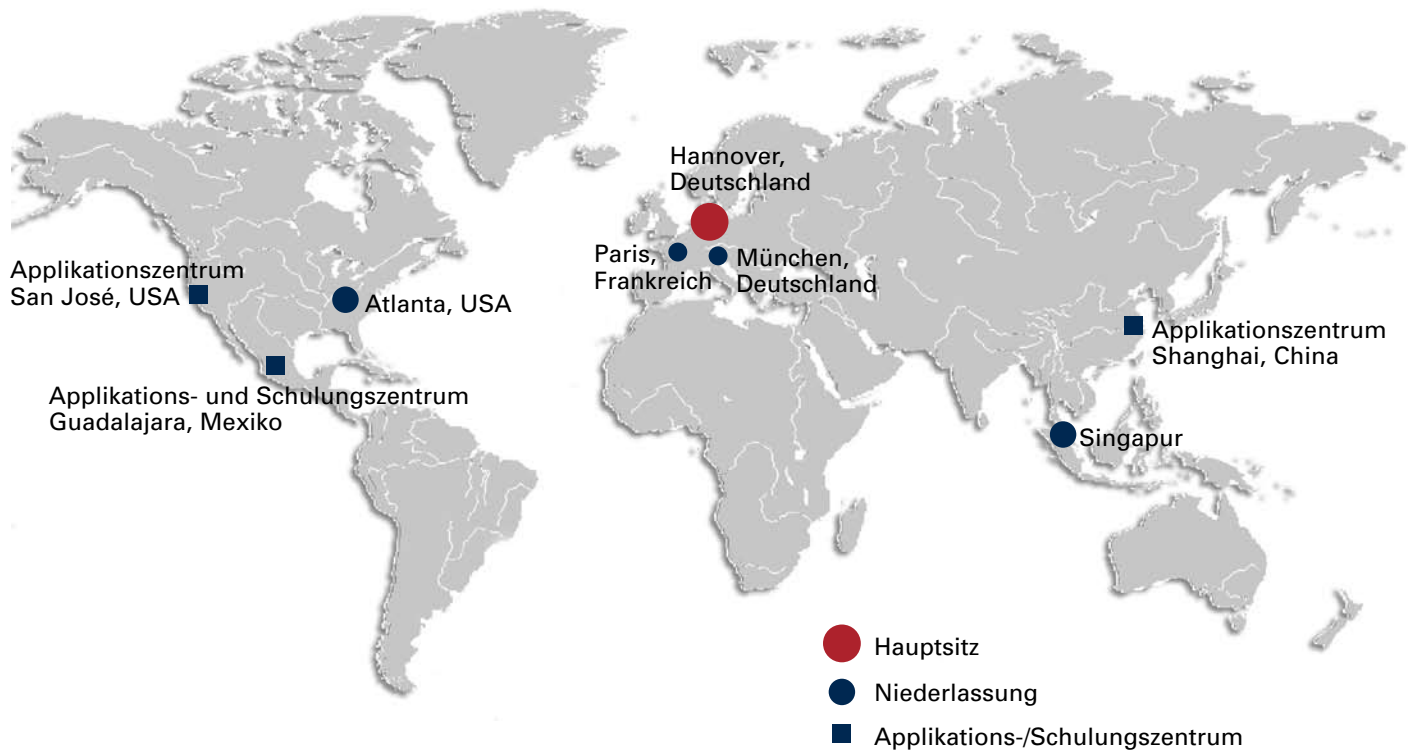 Hannover,
Deutschland
Paris,
Frankreich
München,
Deutschland
Applikationszentrum
San José, USA
Atlanta, USA
Applikationszentrum
Shanghai, China
Applikations- und Schulungszentrum
Guadalajara, Mexiko
Singapur
Hauptsitz
Niederlassung
Applikations-/Schulungszentrum